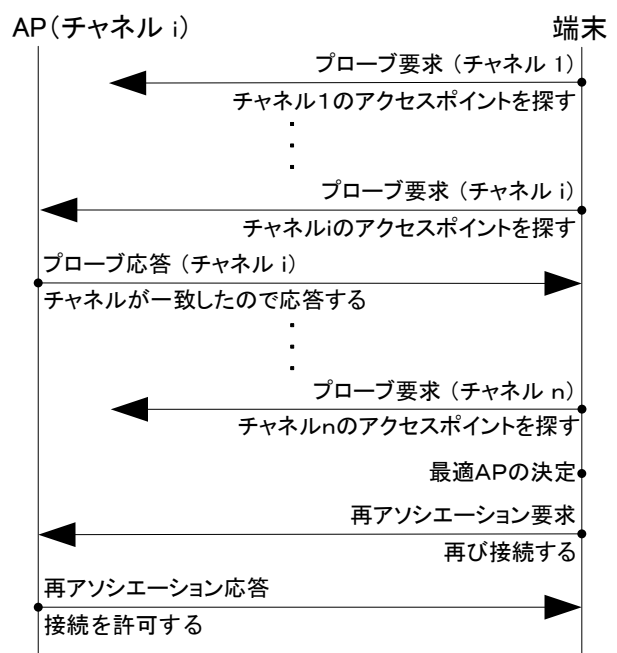 AP(チャネル i)
端末
プローブ要求 (チャネル 1)
チャネル1のアクセスポイントを探す
プローブ要求 (チャネル i)
チャネルiのアクセスポイントを探す
プローブ応答 (チャネル i)
チャネルが一致したので応答する
プローブ要求 (チャネル n)
チャネルnのアクセスポイントを探す
最適APの決定
再アソシエーション要求
再び接続する
再アソシエーション応答
接続を許可する